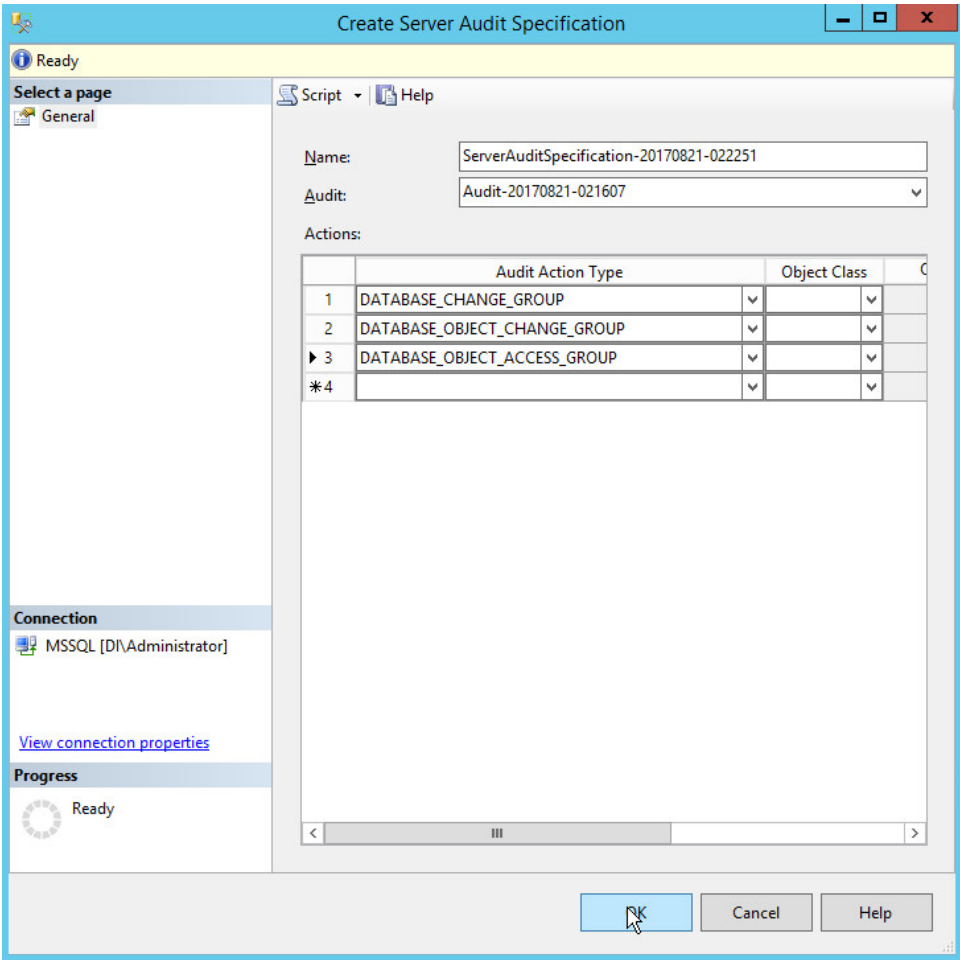 Create Server Audit Specification
Ready
Select a page
General
Script
Help
Name:
ServerAuditSpecification-20170821-022251
Audit:
Audit-20170821-021607
Actions:
Audit Action Type
Object Class
1 DATABASE_CHANGE_GROUP
2 DATABASE_OBJECT_CHANGE_GROUP
3 DATABASE_OBJECT_ACCESS_GROUP
*4
Connection
MSSQL [DI\Administrator]
View connection properties
Progress
Ready
OK
Cancel
Help